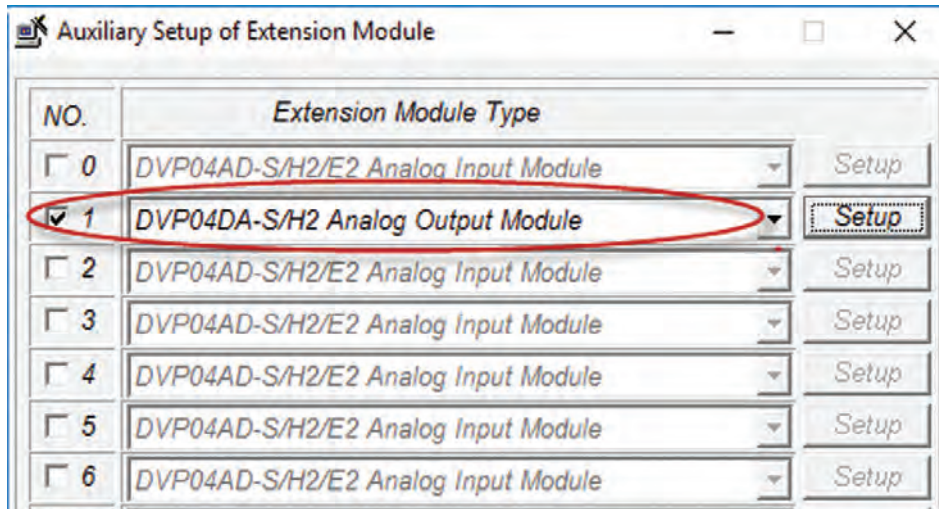 Auxiliary Setup of Extension Module
NO. Extension Module Type
0 DVP04AD-S/H2/E2 Analog Input Module Setup
1 DVP04DA-S/H2 Analog Output Module Setup
2 DVP04AD-S/H2/E2 Analog Input Module Setup
3 DVP04AD-S/H2/E2 Analog Input Module Setup
4 DVP04AD-S/H2/E2 Analog Input Module Setup
5 DVP04AD-S/H2/E2 Analog Input Module Setup
6 DVP04AD-S/H2/E2 Analog Input Module Setup